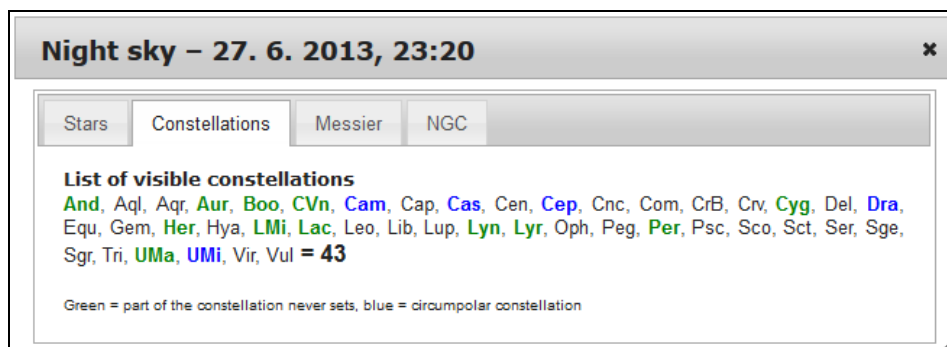 Night sky – 27. 6. 2013, 23:20 ×
Stars Constellations Messier NGC
List of visible constellations
And, Aql, Aqr, Aur, Boo, CVn, Cam, Cap, Cas, Cen, Cep, Cnc, Com, CrB, Crv, Cyg, Del, Dra,
Equ, Gem, Her, Hya, LMi, Lac, Leo, Lib, Lup, Lyn, Lyr, Oph, Peg, Per, Psc, Sco, Sct, Ser, Sge,
Sgr, Tri, UMa, UMi, Vir, Vul = 43
Green = part of the constellation never sets, blue = circumpolar constellation